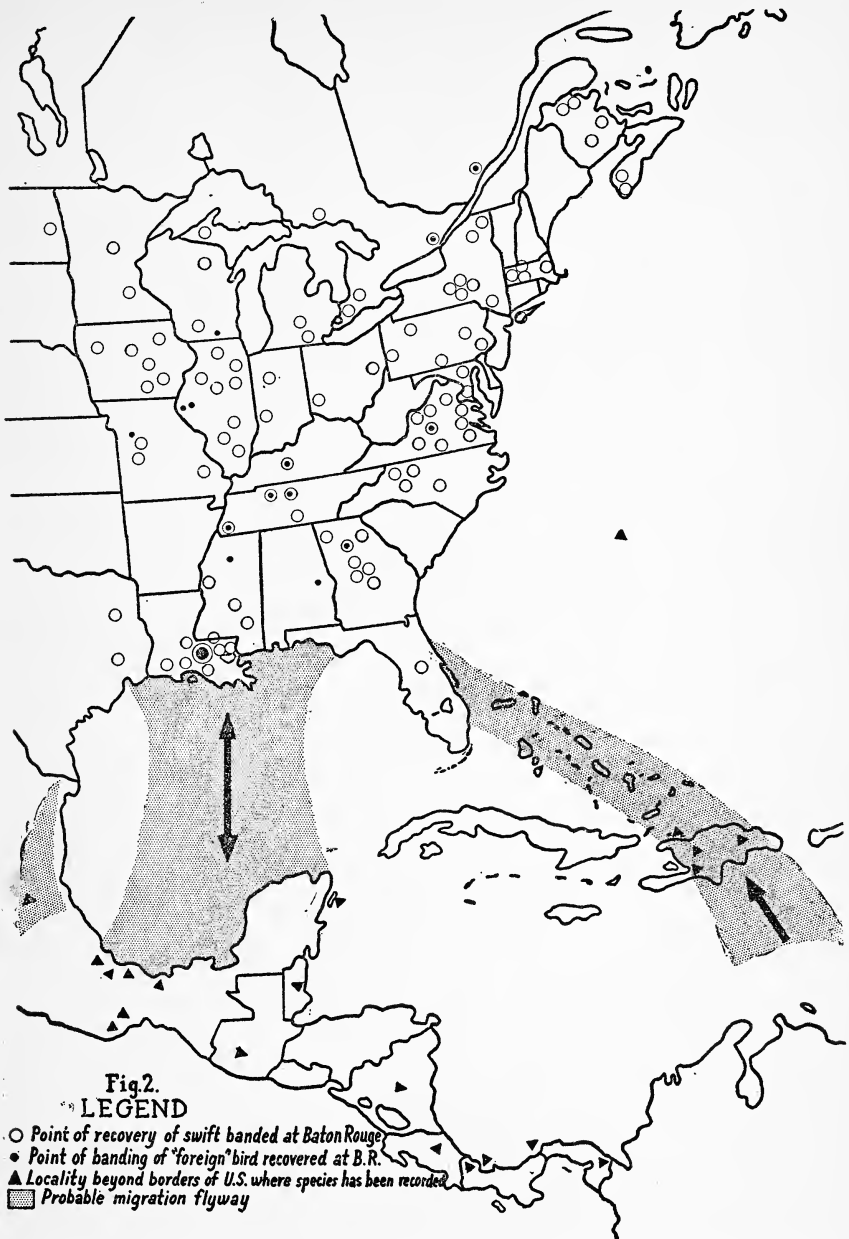 Fig.2.
LEGEND
Point of recovery of swift banded at Baton Rouge
Point of banding of "foreign" bird recovered at B.R.
Locality beyond borders of U.S. where species has been recorded
Probable migration flyway